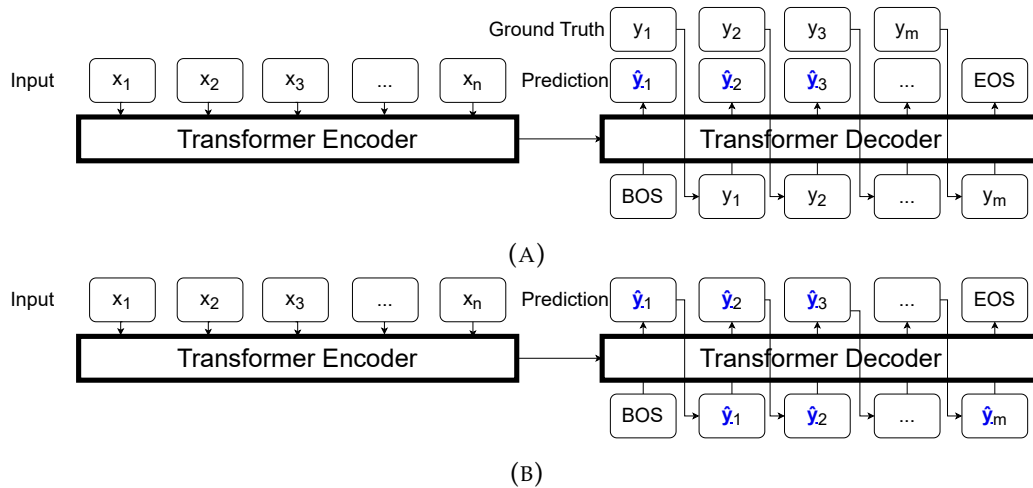 Ground Truth y₁ y₂ y₃ yₘ
Input x₁ x₂ x₃ ... xₙ Prediction ŷ₁ ŷ₂ ŷ₃ ... EOS
Transformer Encoder Transformer Decoder
BOS y₁ y₂ ... yₘ
(A)
Input x₁ x₂ x₃ ... xₙ Prediction ŷ₁ ŷ₂ ŷ₃ ... EOS
Transformer Encoder Transformer Decoder
BOS ŷ₁ ŷ₂ ... ŷₘ
(B)